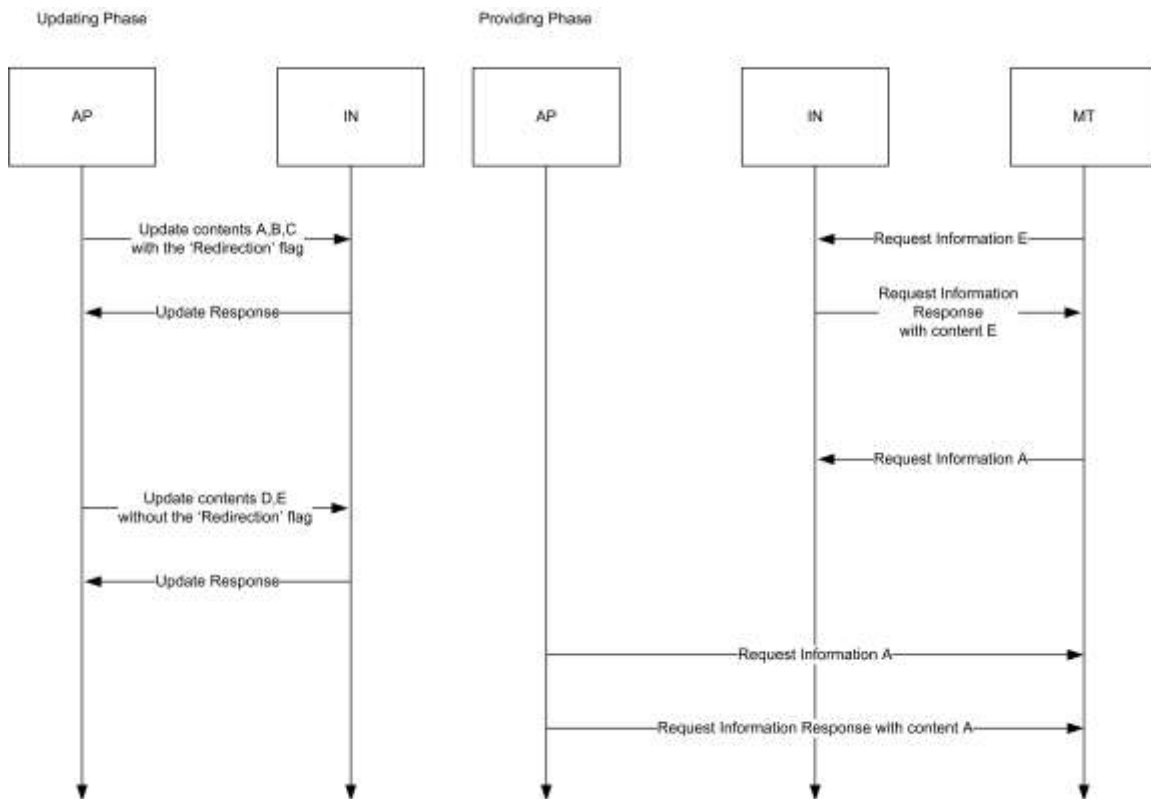 Updating Phase
Providing Phase
AP
IN
AP
IN
MT
Update contents A,B,C
with the ‘Redirection’ flag
Update Response
Update contents D,E
without the ‘Redirection’ flag
Update Response
Request Information E
Request Information
Response
with content E
Request Information A
Request Information A
Request Information Response with content A